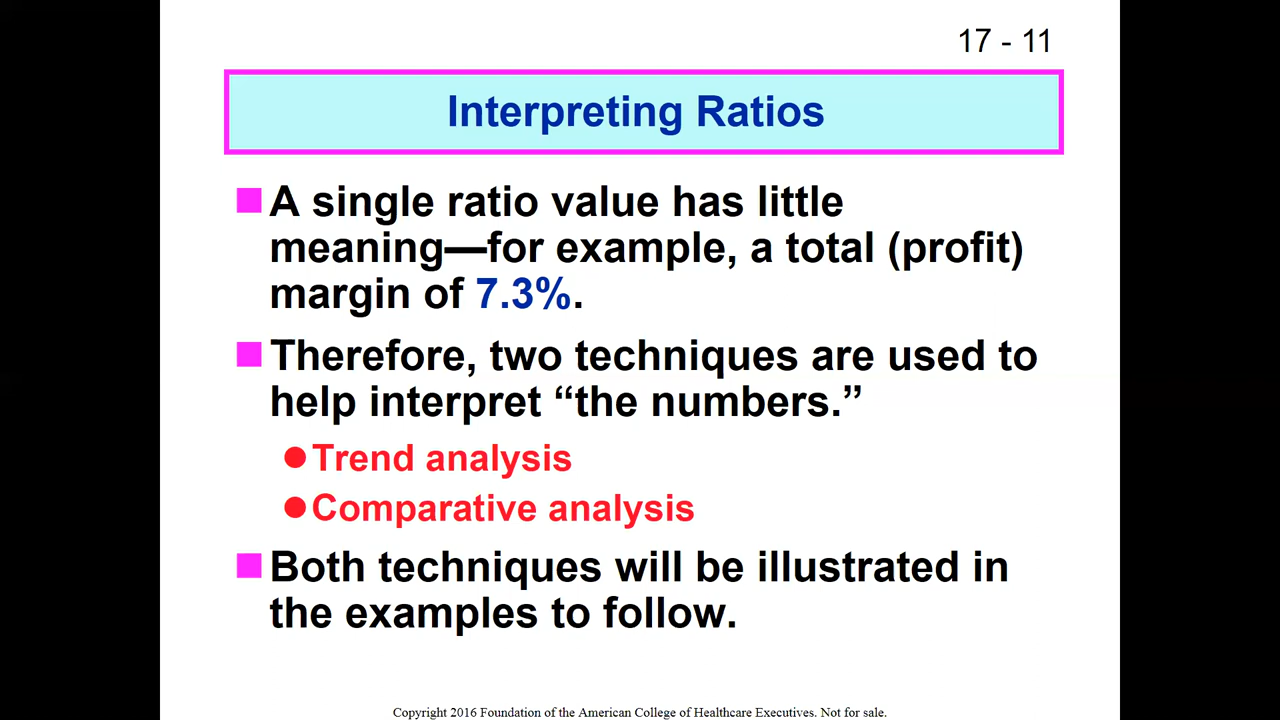 17 - 11
Interpreting Ratios
A single ratio value has little
meaning—for example, a total (profit)
margin of 7.3%.
Therefore, two techniques are used to
help interpret “the numbers.”
Trend analysis
Comparative analysis
Both techniques will be illustrated in
the examples to follow.
Copyright 2016 Foundation of the American College of Healthcare Executives. Not for sale.